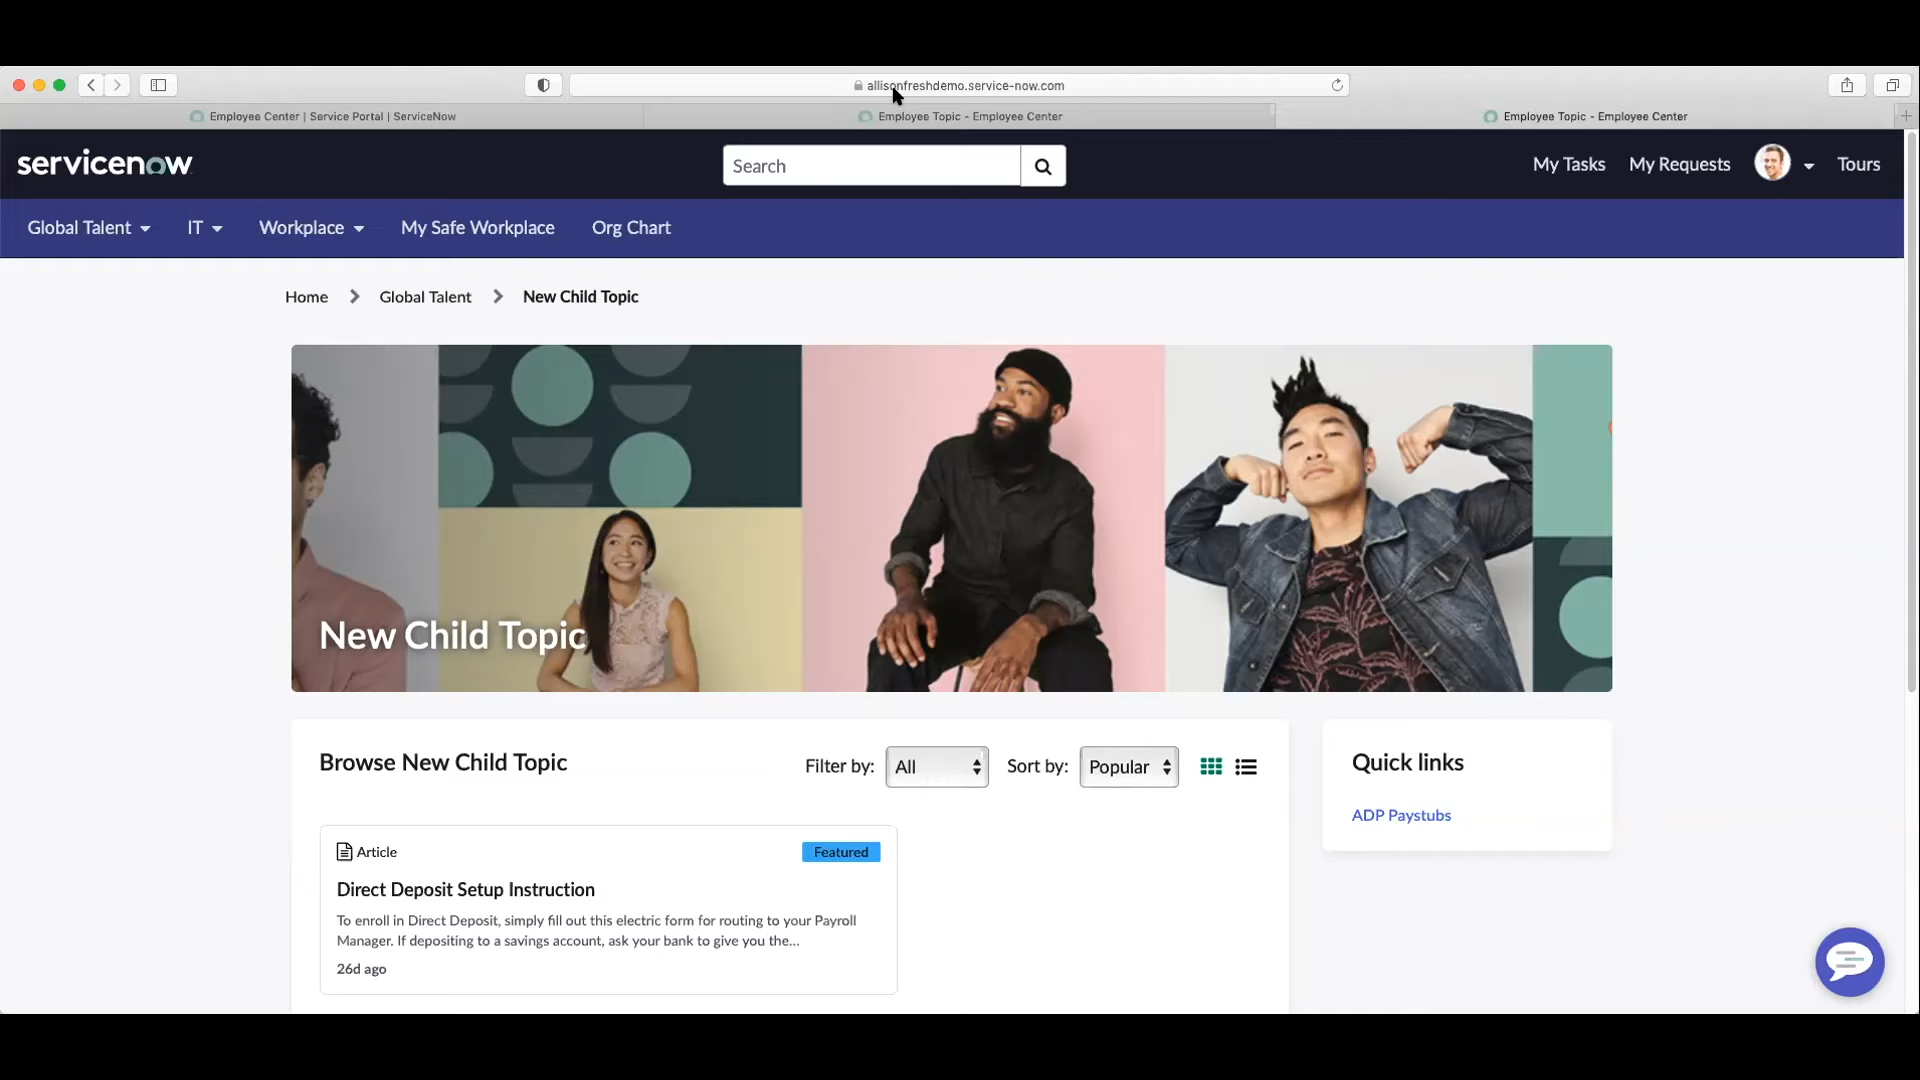 allisonfreshdemo.service-now.com
Employee Center | Service Portal | ServiceNow
Employee Topic - Employee Center
Employee Topic - Employee Center
servicenow
Search
My Tasks
My Requests
Tours
Global Talent
IT
Workplace
My Safe Workplace
Org Chart
Home
Global Talent
New Child Topic
New Child Topic
Browse New Child Topic
Filter by:
All
Sort by:
Popular
Quick links
ADP Paystubs
Article
Featured
Direct Deposit Setup Instruction
To enroll in Direct Deposit, simply fill out this electric form for routing to your Payroll
Manager. If depositing to a savings account, ask your bank to give you the...
26d ago